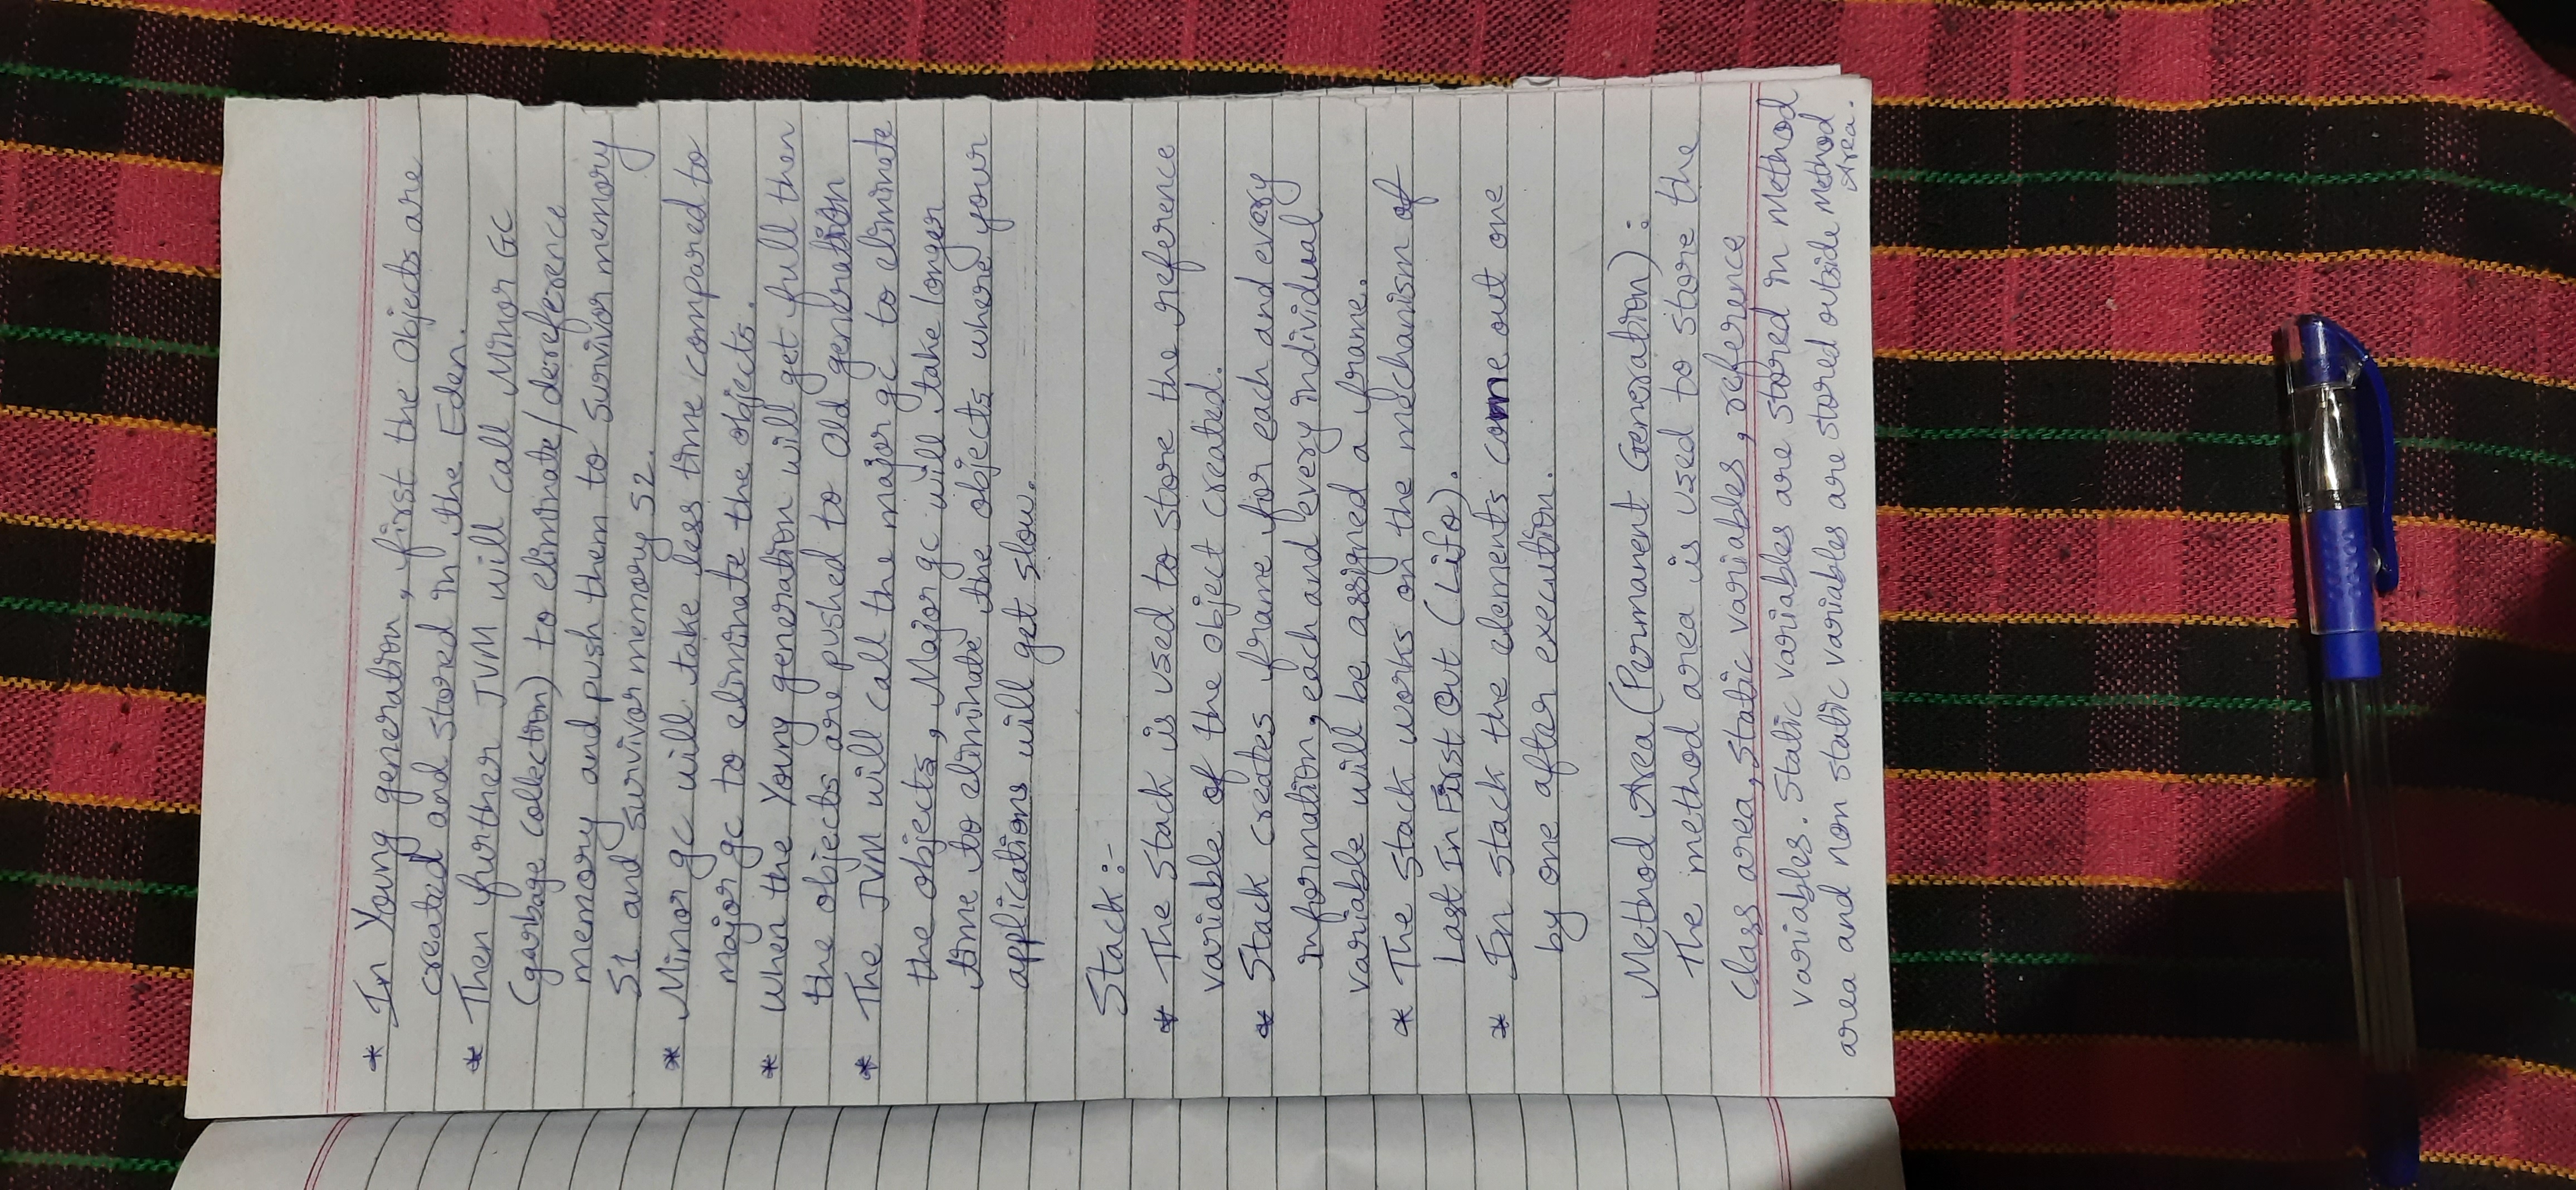 * In Young generation, first the Objects are
created and stored in the Eden.
* Then further JVM will call Minor GC
(garbage collection) to eliminate/dereference
memory and push them to survivor memory
S1 and survivor memory S2.
* Minor gc will take less time compared to
major gc to eliminate the objects.
* When the Young generation will get full then
the objects are pushed to Old generation
* The JVM will call the major gc to eliminate
the objects, Major gc will take longer
time to eliminate the objects where your
applications will get slow.
Stack :-
* The Stack is used to store the reference
variable of the object created.
* Stack creates frame for each and every
information, each and every individual
variable will be assigned a frame.
* The Stack works on the mechanism of
Last In First Out (Lifo).
* In stack the elements come out one
by one after execution.
Method Area (Permanent Generation) :
The method area is used to store the
class area, static variables, reference
variables. Static variables are stored in Method
area and non static variables are stored outside Method
Area.